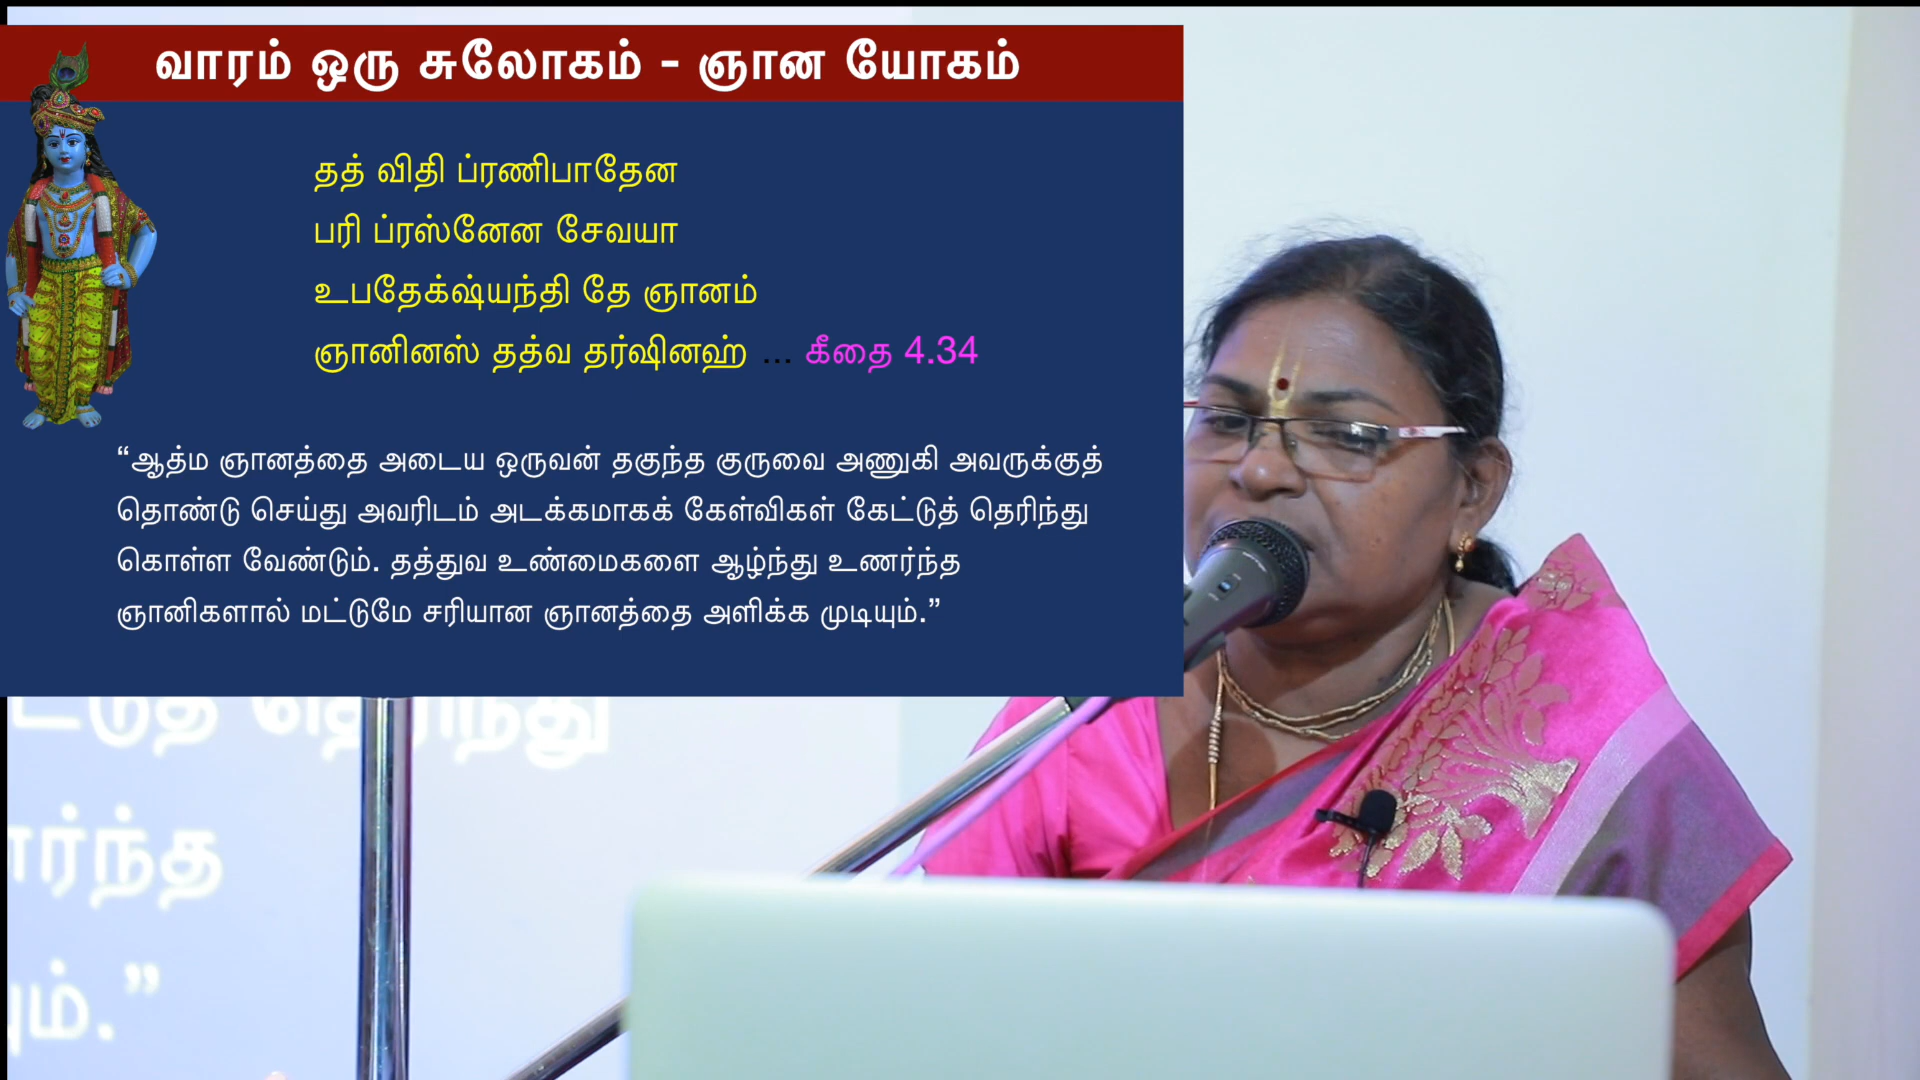 வாரம் ஒரு சுலோகம் - ஞான யோகம்
தத் விதி ப்ரணிபாதேன
பரி ப்ரஸ்னேன சேவயா
உபதேக்ஷ்யந்தி தே ஞானம்
ஞானினஸ் தத்வ தர்ஷினஹ் ... கீதை 4.34
“ஆத்ம ஞானத்தை அடைய ஒருவன் தகுந்த குருவை அணுகி அவருக்குத்
தொண்டு செய்து அவரிடம் அடக்கமாகக் கேள்விகள் கேட்டுத் தெரிந்து
கொள்ள வேண்டும். தத்துவ உண்மைகளை ஆழ்ந்து உணர்ந்த
ஞானிகளால் மட்டுமே சரியான ஞானத்தை அளிக்க முடியும்.”